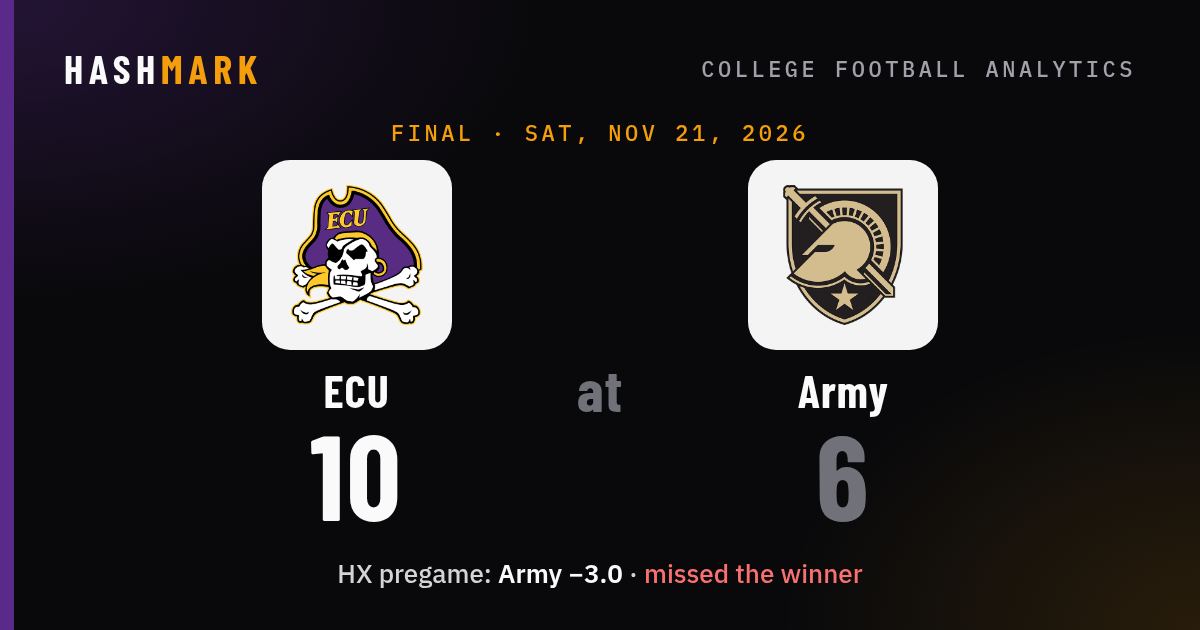 HASHMARK
COLLEGE FOOTBALL ANALYTICS
FINAL · SAT, NOV 21, 2026
ECU
ECU
at
Army
10
6
HX pregame: Army −3.0 · missed the winner